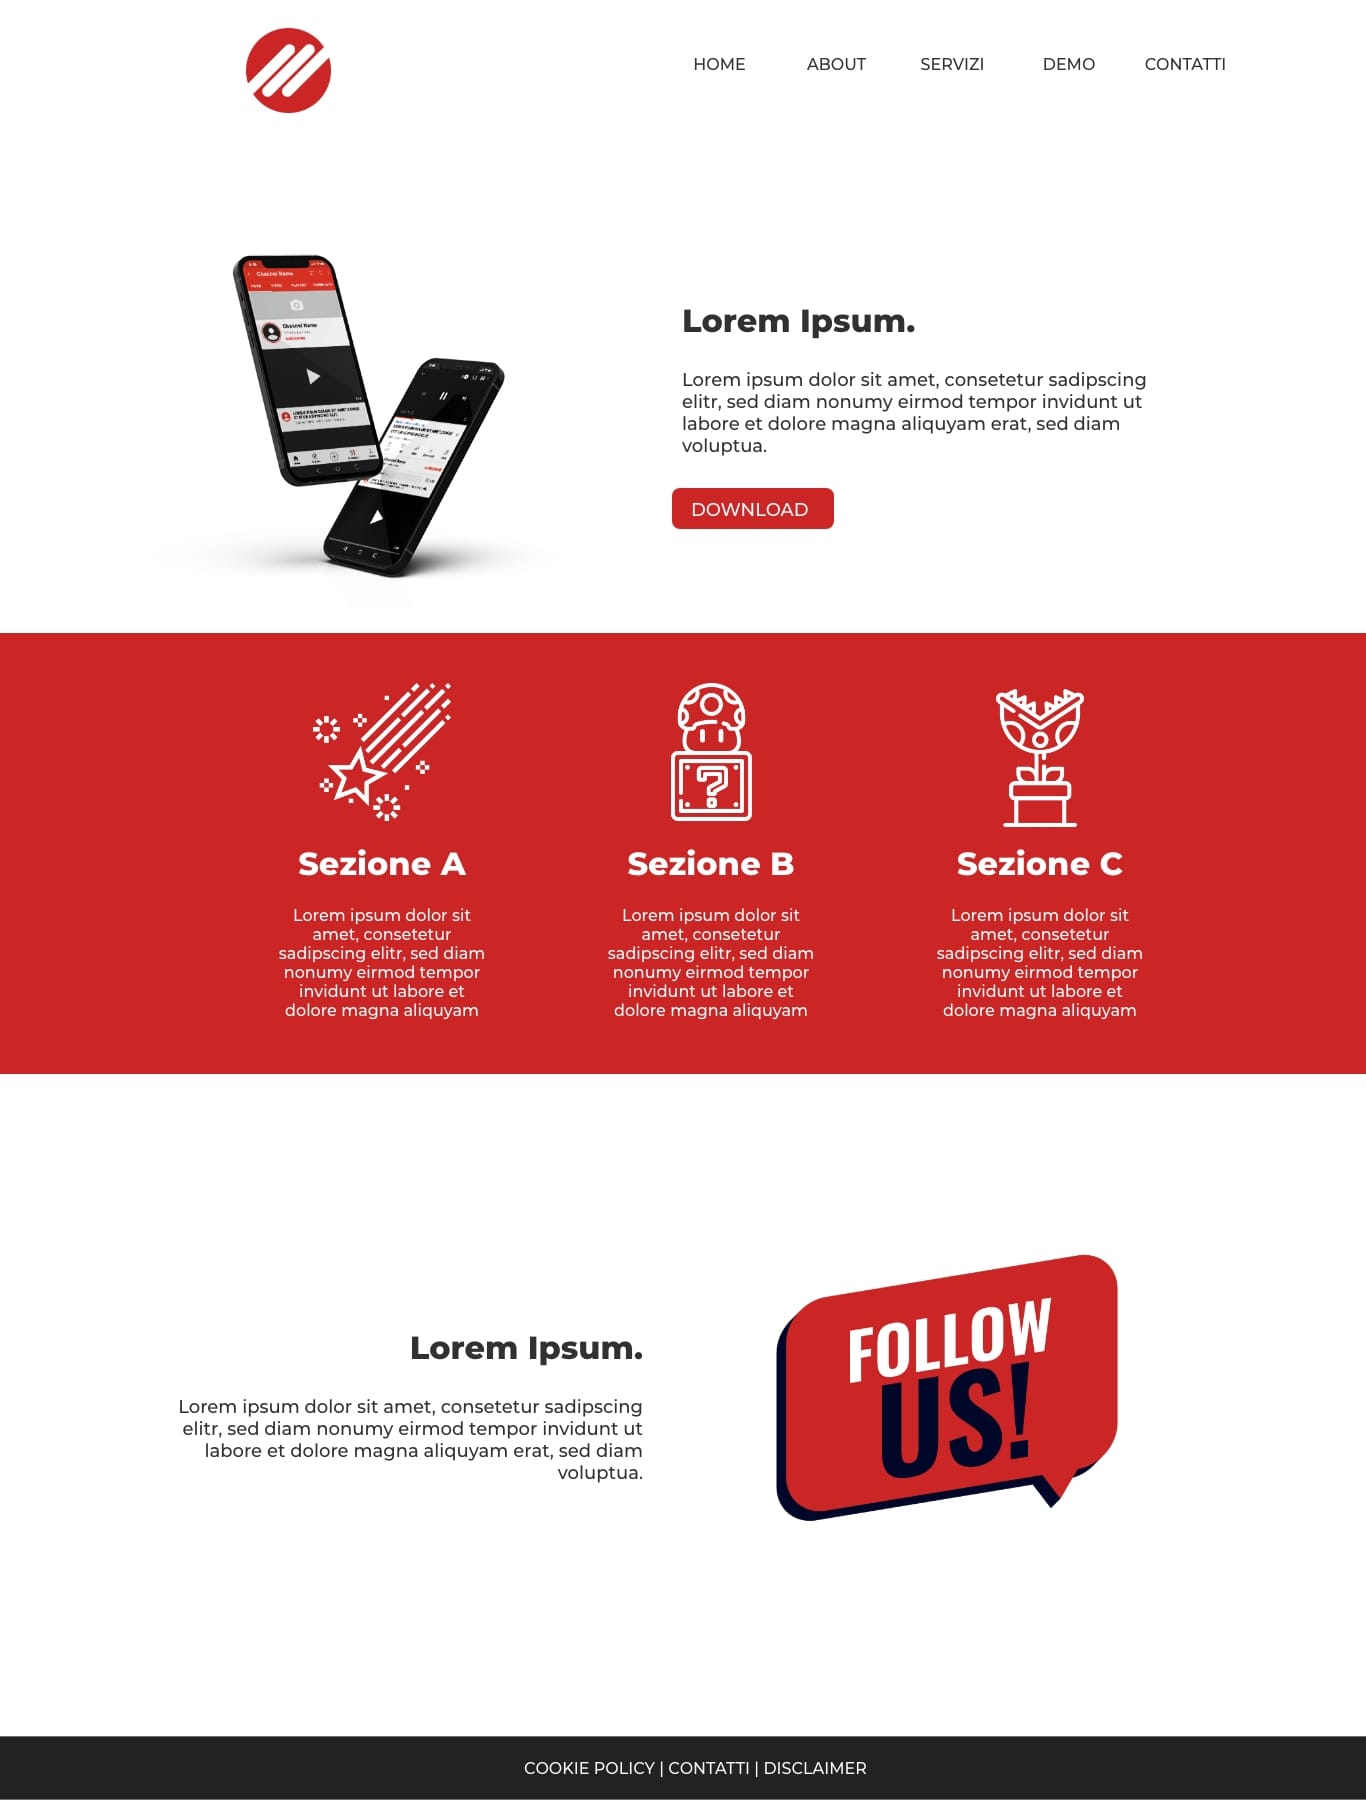 HOME ABOUT SERVIZI DEMO CONTATTI
Channel Name
Channel Name
Lorem Ipsum.
Lorem ipsum dolor sit amet, consetetur sadipscing
elitr, sed diam nonumy eirmod tempor invidunt ut
labore et dolore magna aliquyam erat, sed diam
voluptua.
DOWNLOAD
?
Sezione A
Lorem ipsum dolor sit
amet, consetetur
sadipscing elitr, sed diam
nonumy eirmod tempor
invidunt ut labore et
dolore magna aliquyam
Sezione B
Lorem ipsum dolor sit
amet, consetetur
sadipscing elitr, sed diam
nonumy eirmod tempor
invidunt ut labore et
dolore magna aliquyam
Sezione C
Lorem ipsum dolor sit
amet, consetetur
sadipscing elitr, sed diam
nonumy eirmod tempor
invidunt ut labore et
dolore magna aliquyam
Lorem Ipsum.
Lorem ipsum dolor sit amet, consetetur sadipscing
elitr, sed diam nonumy eirmod tempor invidunt ut
labore et dolore magna aliquyam erat, sed diam
voluptua.
FOLLOW
US!
COOKIE POLICY | CONTATTI | DISCLAIMER